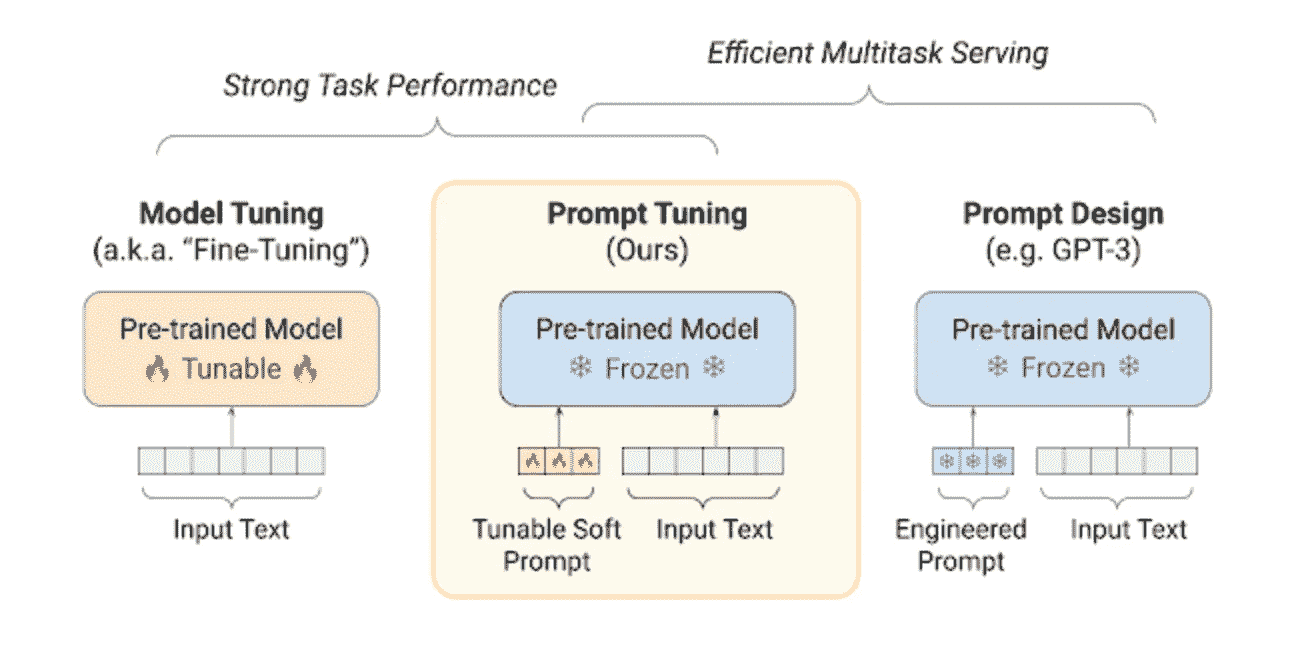 Efficient Multitask Serving
Strong Task Performance
Model Tuning
(a.k.a. “Fine-Tuning”)
Pre-trained Model
Tunable
Input Text
Prompt Tuning
(Ours)
Pre-trained Model
Frozen
Tunable Soft
Prompt
Input Text
Prompt Design
(e.g. GPT-3)
Pre-trained Model
Frozen
Engineered
Prompt
Input Text